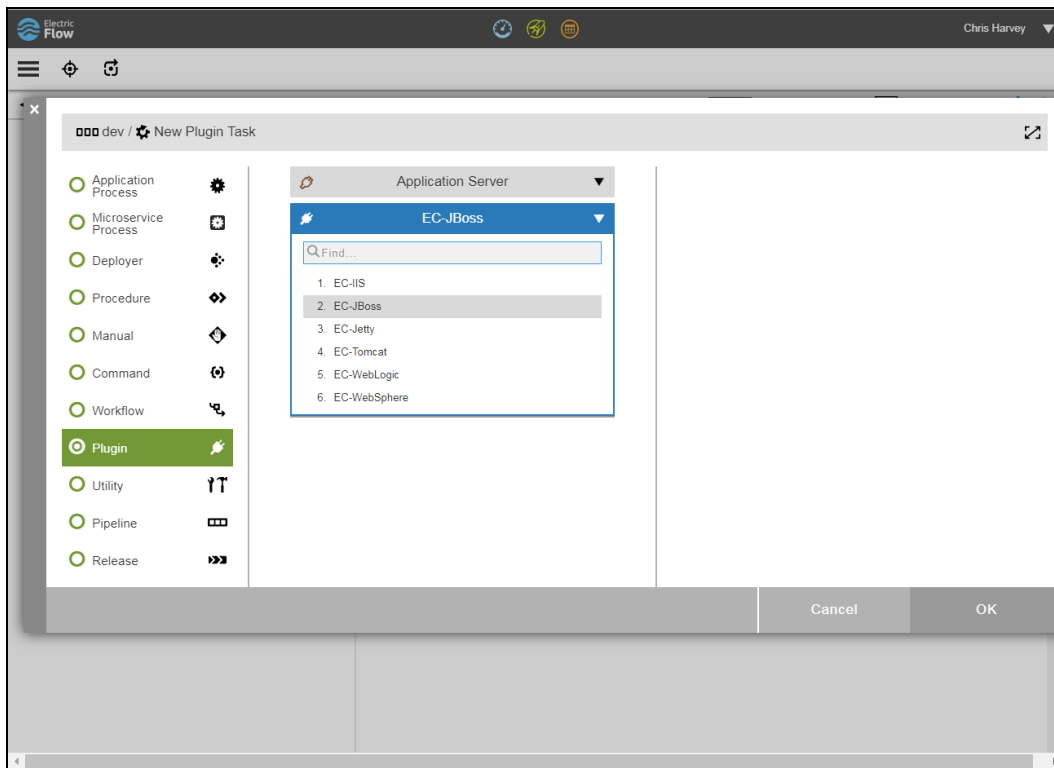 Electric
Flow
Chris Harvey
dev / New Plugin Task
Application
Process
Microservice
Process
Deployer
Procedure
Manual
Command
Workflow
Plugin
Utility
Pipeline
Release
Application Server
EC-JBoss
Find...
1. EC-IIS
2. EC-JBoss
3. EC-Jetty
4. EC-Tomcat
5. EC-WebLogic
6. EC-WebSphere
Cancel
OK